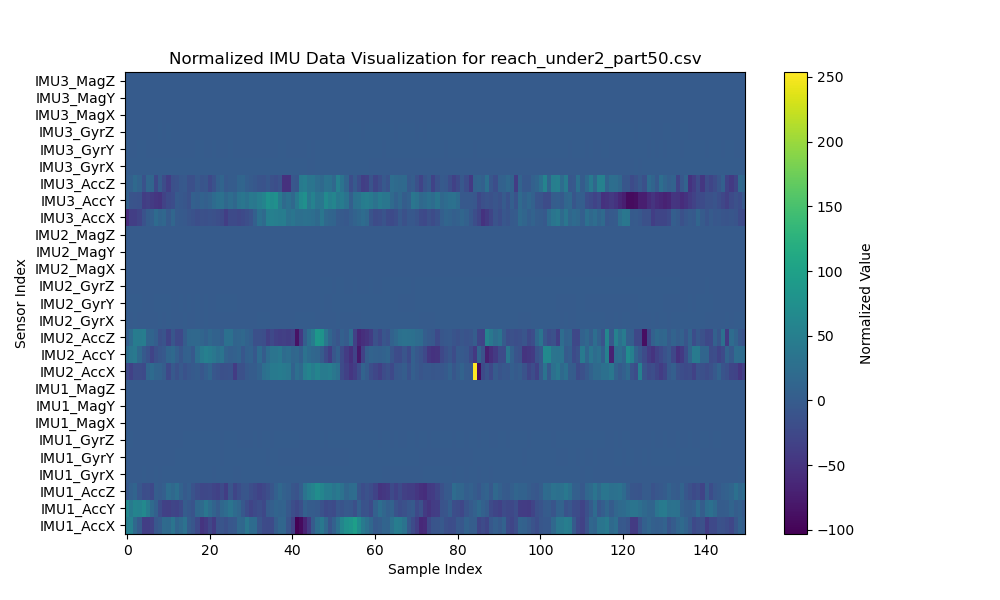 Normalized IMU Data Visualization for reach_under2_part50.csv
Sensor Index
IMU3_MagZ
IMU3_MagY
IMU3_MagX
IMU3_GyrZ
IMU3_GyrY
IMU3_GyrX
IMU3_AccZ
IMU3_AccY
IMU3_AccX
IMU2_MagZ
IMU2_MagY
IMU2_MagX
IMU2_GyrZ
IMU2_GyrY
IMU2_GyrX
IMU2_AccZ
IMU2_AccY
IMU2_AccX
IMU1_MagZ
IMU1_MagY
IMU1_MagX
IMU1_GyrZ
IMU1_GyrY
IMU1_GyrX
IMU1_AccZ
IMU1_AccY
IMU1_AccX
0 20 40 60 80 100 120 140
Sample Index
250
200
150
100
50
0
−50
−100
Normalized Value